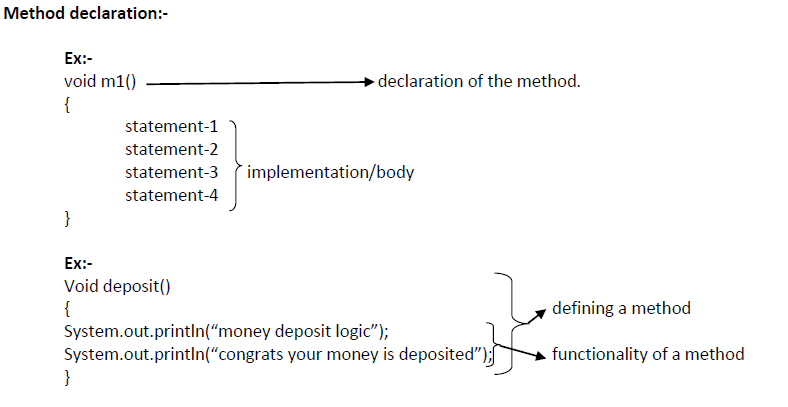 Method declaration:-
Ex:-
void m1() declaration of the method.
{
statement-1
statement-2
statement-3 implementation/body
statement-4
}
Ex:-
Void deposit()
{ defining a method
System.out.println(“money deposit logic”);
System.out.println(“congrats your money is deposited”); functionality of a method
}